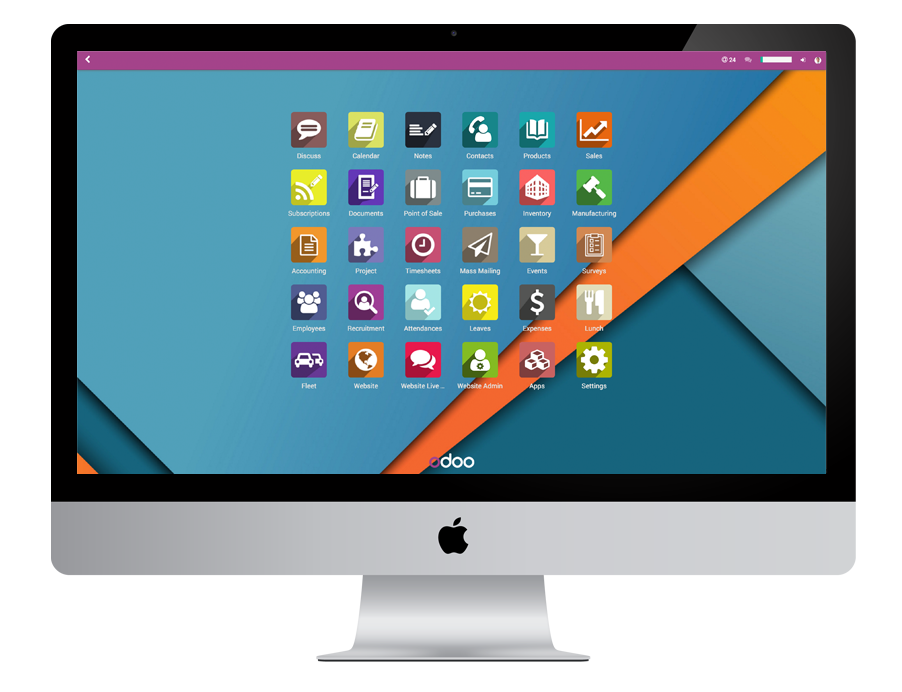 @ 24
Discuss Calendar Notes Contacts Products Sales
Subscriptions Documents Point of Sale Purchases Inventory Manufacturing
Accounting Project Timesheets Mass Mailing Events Surveys
Employees Recruitment Attendances Leaves Expenses Lunch
Fleet Website Website Live ... Website Admin Apps Settings
odoo